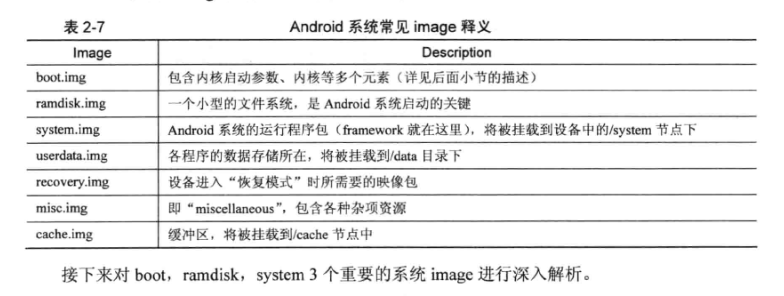 表 2-7 Android 系统常见 image 释义
Image Description
boot.img 包含内核启动参数、内核等多个元素（详见后面小节的描述）
ramdisk.img 一个小型的文件系统，是 Android 系统启动的关键
system.img Android 系统的运行程序包（framework 就在这里），将被挂载到设备中的/system 节点下
userdata.img 各程序的数据存储所在，将被挂载到/data 目录下
recovery.img 设备进入“恢复模式”时所需要的映像包
misc.img 即“miscellaneous”，包含各种杂项资源
cache.img 缓冲区，将被挂载到/cache 节点中
接下来对 boot，ramdisk，system 3 个重要的系统 image 进行深入解析。